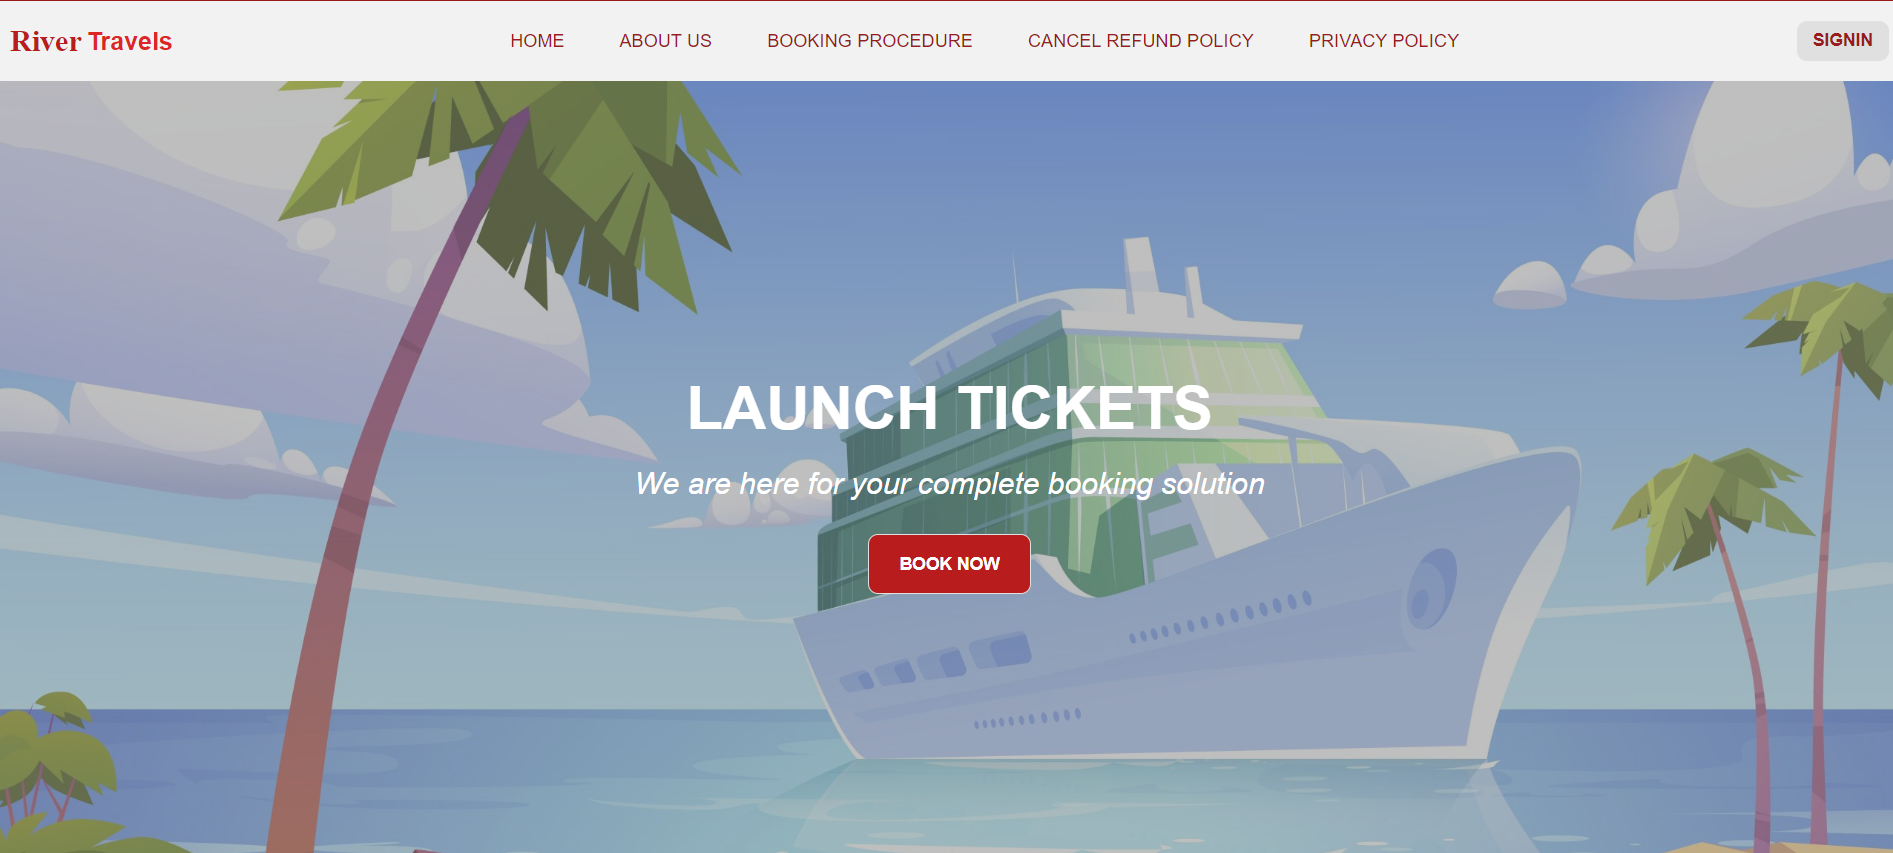 River Travels
HOME
ABOUT US
BOOKING PROCEDURE
CANCEL REFUND POLICY
PRIVACY POLICY
SIGNIN
LAUNCH TICKETS
We are here for your complete booking solution
BOOK NOW